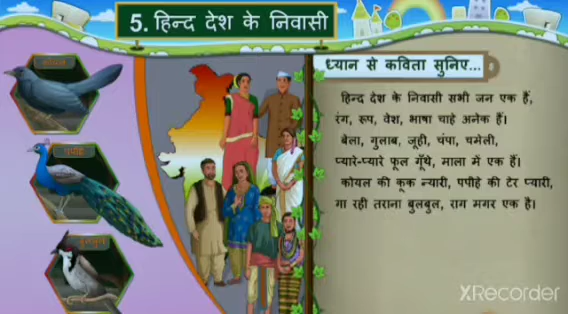 5. हिन्द देश के निवासी
कोयल
पपीहे
बुलबुल
ध्यान से कविता सुनिए...
हिन्द देश के निवासी सभी जन एक हैं,
रंग, रूप, वेश, भाषा चाहे अनेक हैं।
बेला, गुलाब, जूही, चंपा, चमेली,
प्यारे-प्यारे फूल गूँथे, माला में एक हैं।
कोयल की कूक न्यारी, पपीहे की टेर प्यारी,
गा रही तराना बुलबुल, राग मगर एक है।
XRecorder